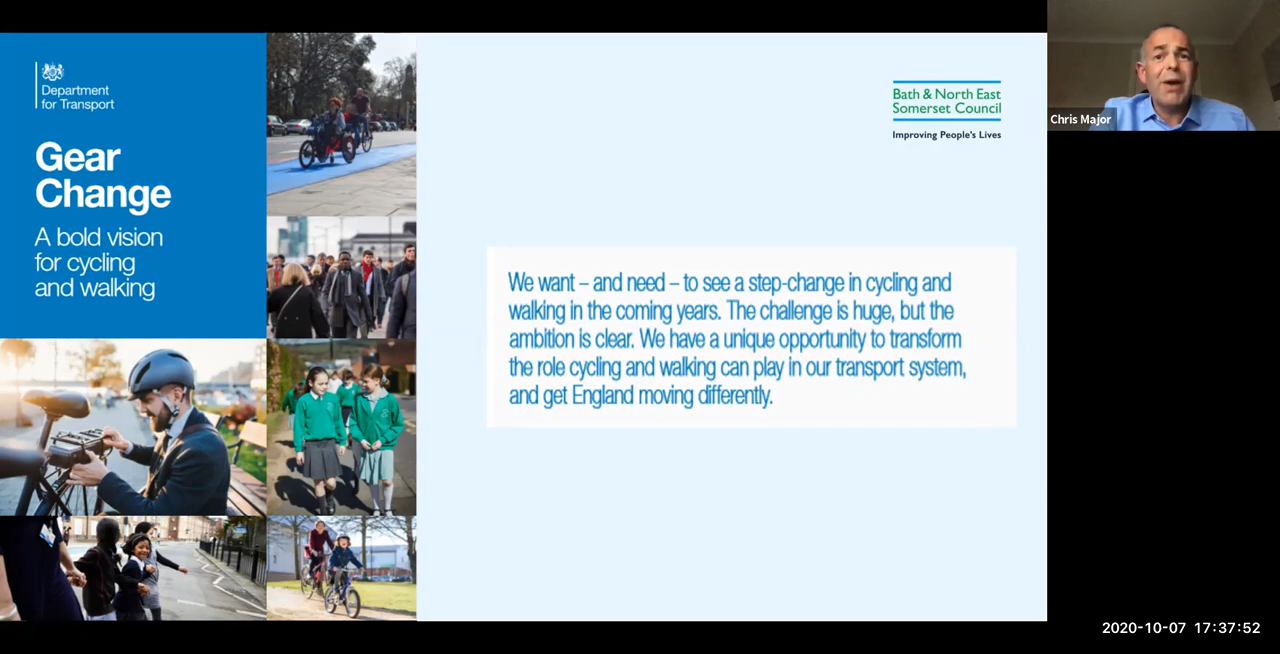 Department
for Transport
Gear
Change
A bold vision
for cycling
and walking
Bath & North East
Somerset Council
Improving People's Lives
We want – and need – to see a step-change in cycling and
walking in the coming years. The challenge is huge, but the
ambition is clear. We have a unique opportunity to transform
the role cycling and walking can play in our transport system,
and get England moving differently.
Chris Major
2020-10-07 17:37:52